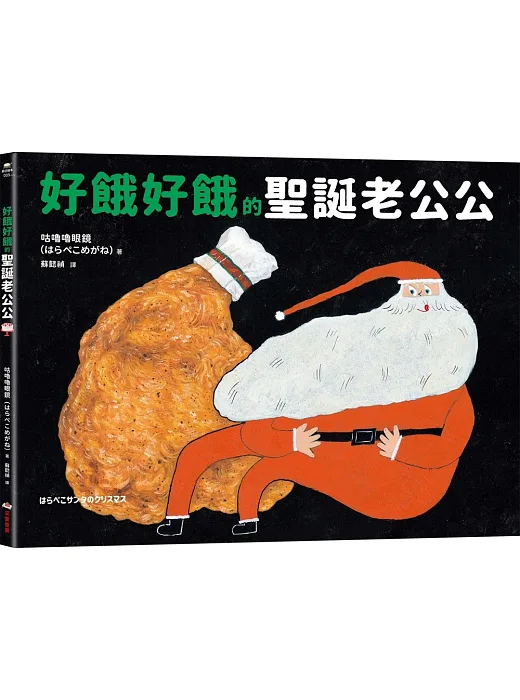 好餓好餓的聖誕老公公
咕嚕嚕眼鏡
(はらぺこめがね) 著
蘇懿禎 譯
はらぺこサンタのクリスマス
好餓好餓的聖誕老公公
咕嚕嚕眼鏡(はらぺこめがね) 著
蘇懿禎 譯